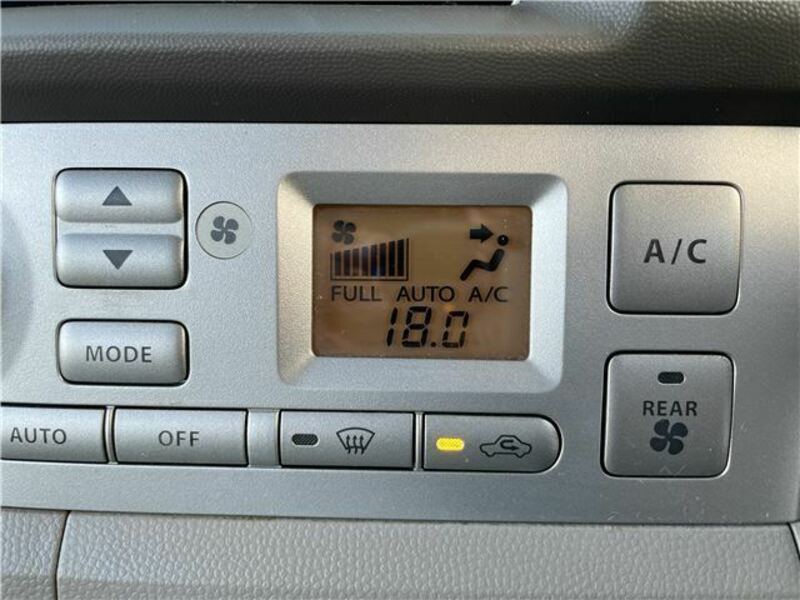 FULL AUTO A/C
18.0
A/C
MODE
REAR
AUTO
OFF